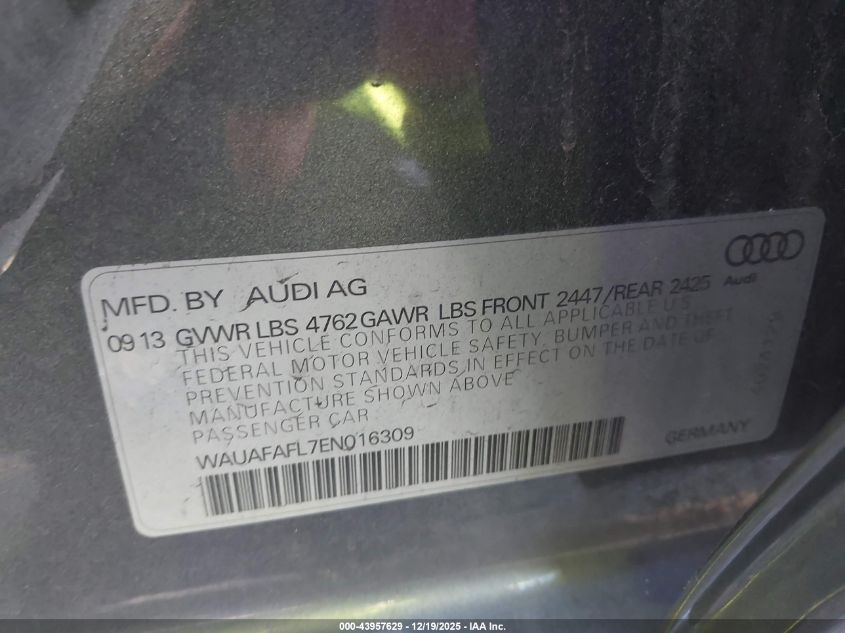 MFD. BY AUDI AG
Audi
09 13 GVWR LBS 4762 GAWR LBS FRONT 2447/REAR 2425
THIS VEHICLE CONFORMS TO ALL APPLICABLE U.S.
FEDERAL MOTOR VEHICLE SAFETY, BUMPER AND THEFT
PREVENTION STANDARDS IN EFFECT ON THE DATE OF
MANUFACTURE SHOWN ABOVE
PASSENGER CAR
WAUAFAFL7EN016309
GERMANY
000-43957629 - 12/19/2025 - IAA Inc.